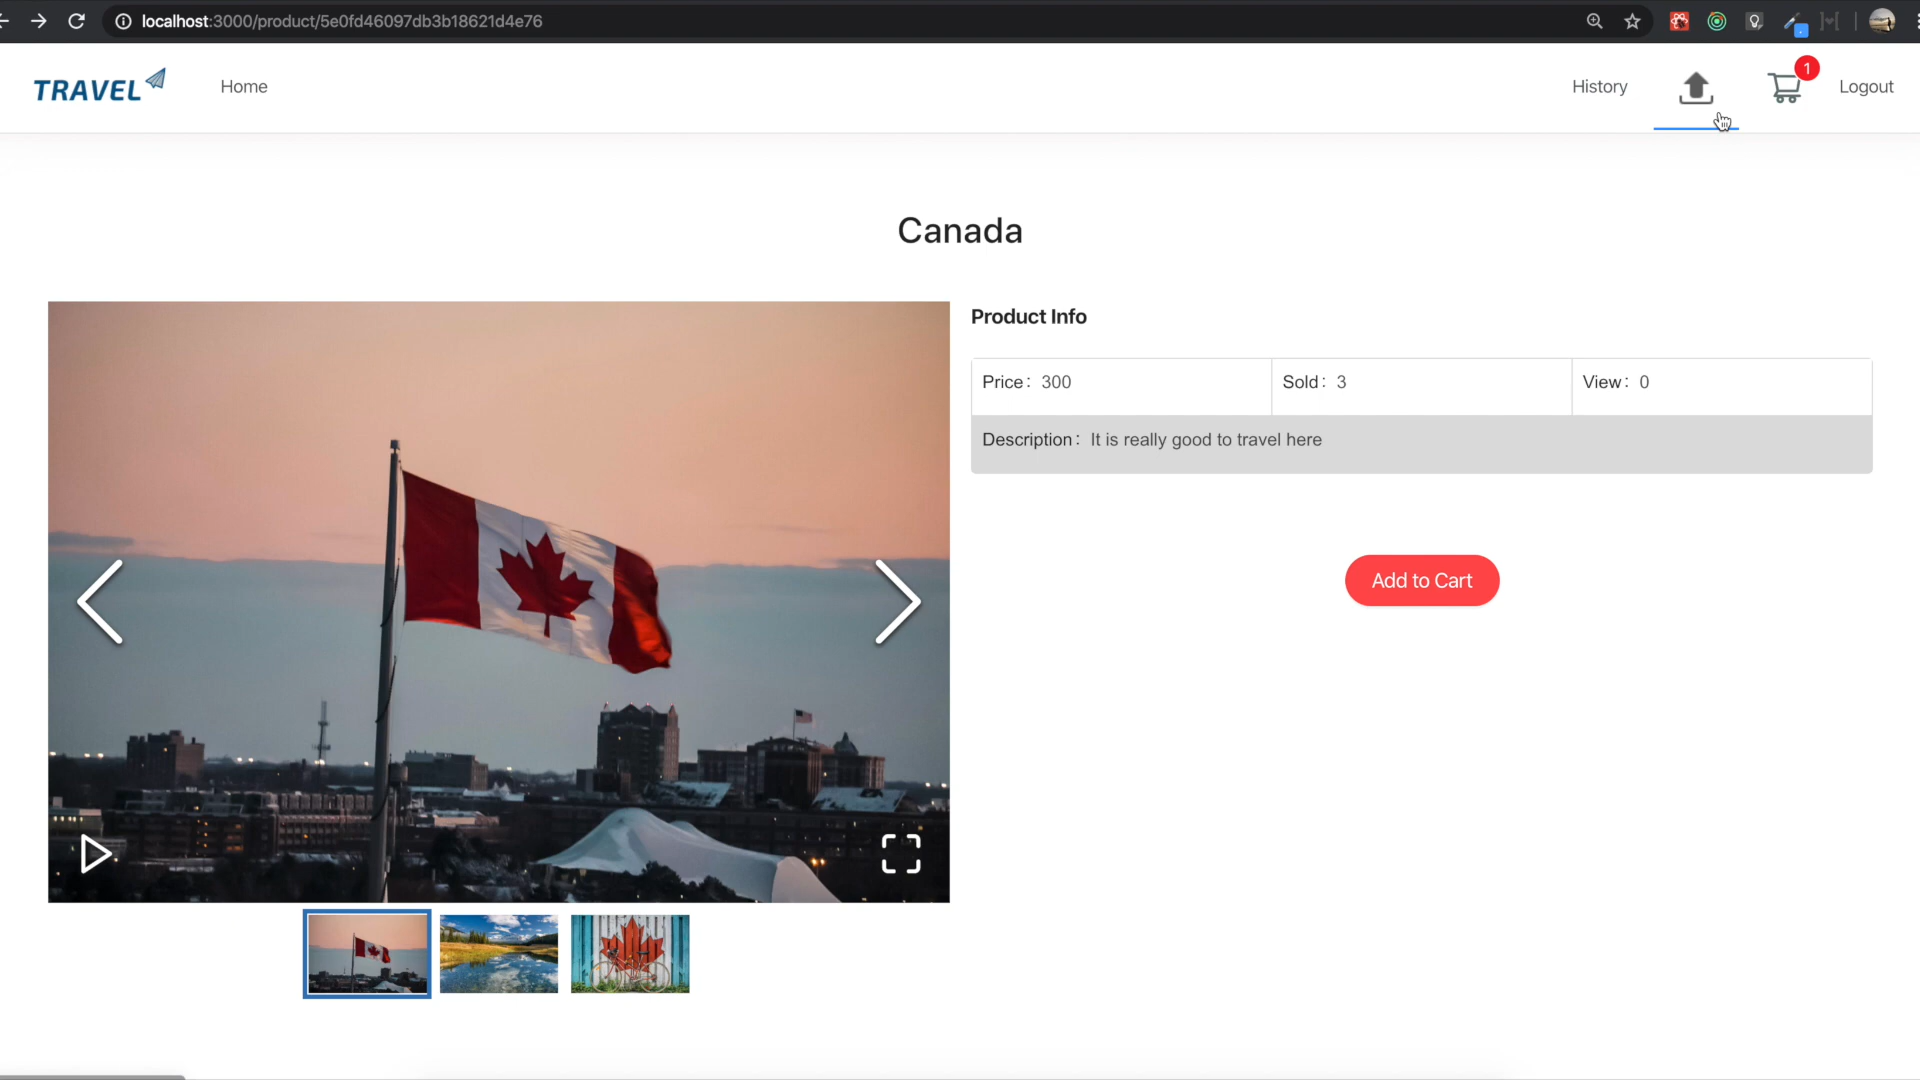 localhost:3000/product/5e0fd46097db3b18621d4e76
TRAVEL
Home
History
1
Logout
Canada
Product Info
Price: 300
Sold: 3
View: 0
Description: It is really good to travel here
Add to Cart